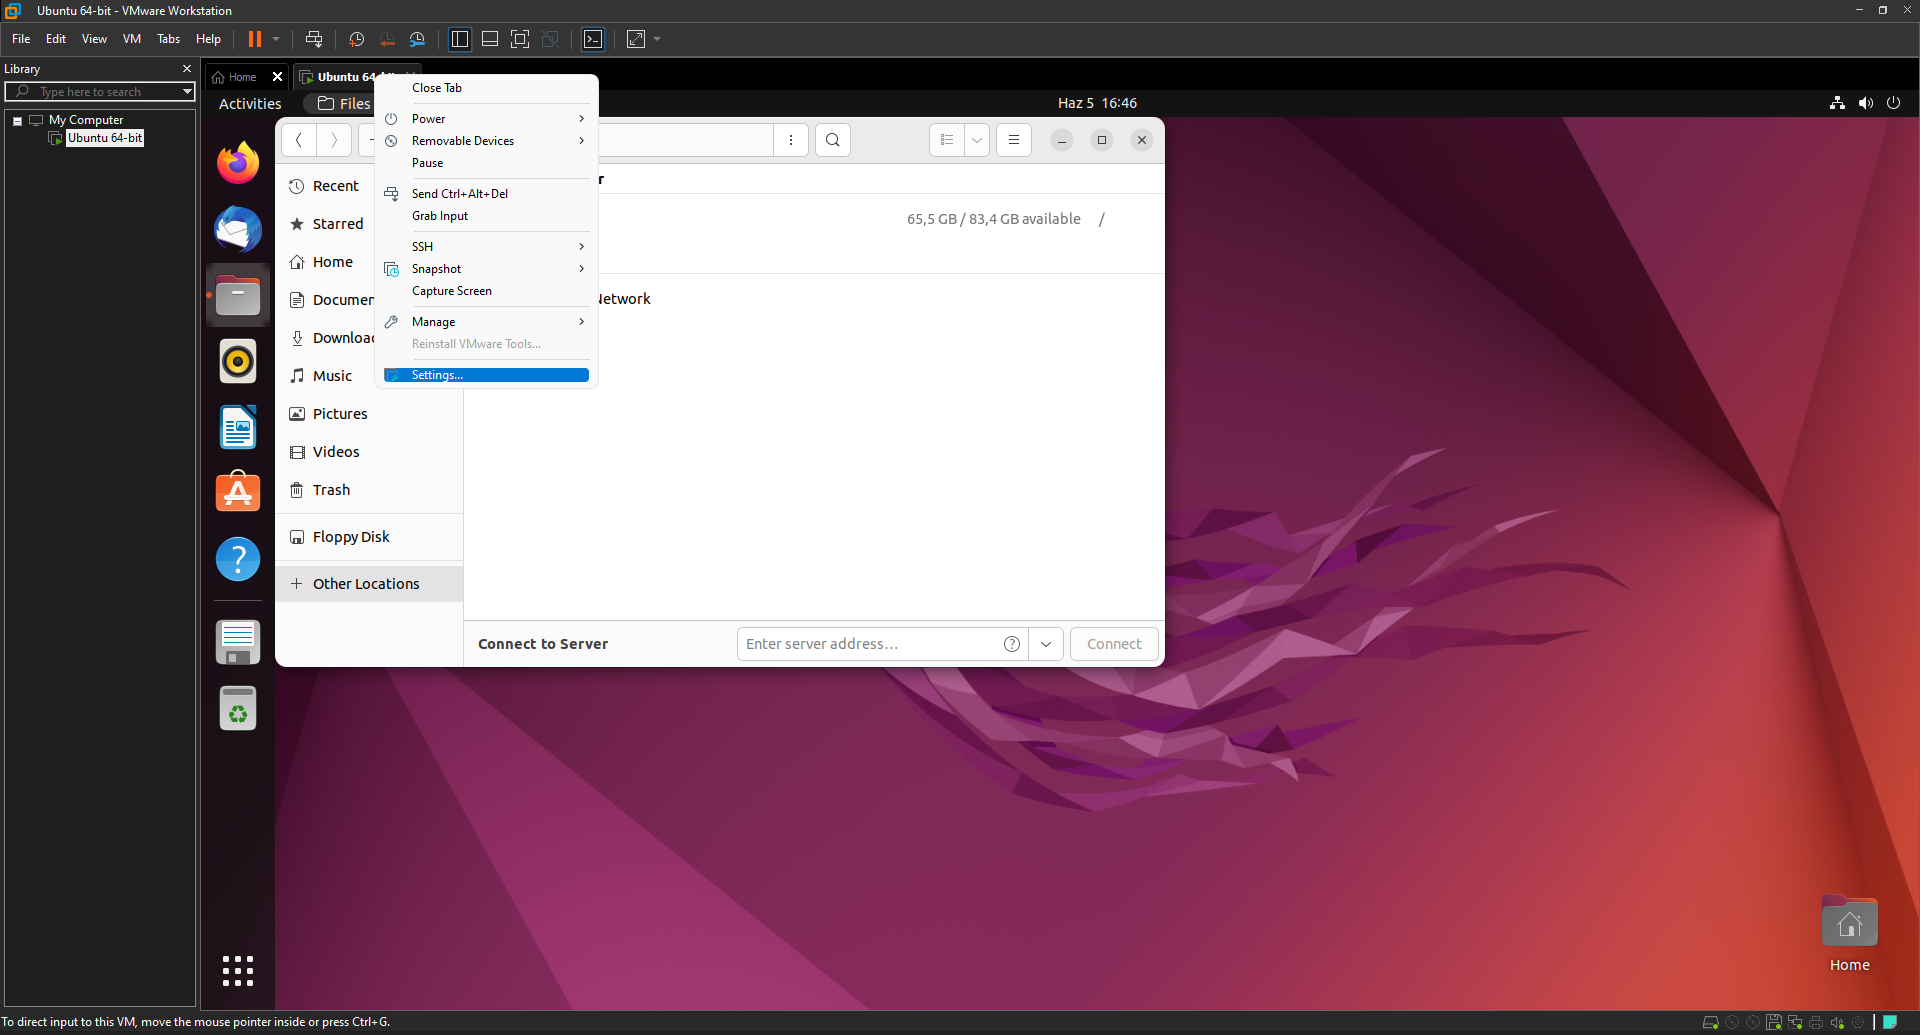 Ubuntu 64-bit - VMware Workstation
File Edit View VM Tabs Help
Library
Type here to search
My Computer
Ubuntu 64-bit
Home
Ubuntu 64
Activities
Files
Haz 5 16:46
Close Tab
Power
Removable Devices
Pause
Send Ctrl+Alt+Del
Grab Input
SSH
Snapshot
Capture Screen
Manage
Reinstall VMware Tools...
Settings...
Recent
Starred
Home
Documen
Downloa
Music
Pictures
Videos
Trash
Floppy Disk
Other Locations
r
65,5 GB / 83,4 GB available /
Network
Connect to Server
Enter server address…
Connect
Home
To direct input to this VM, move the mouse pointer inside or press Ctrl+G.